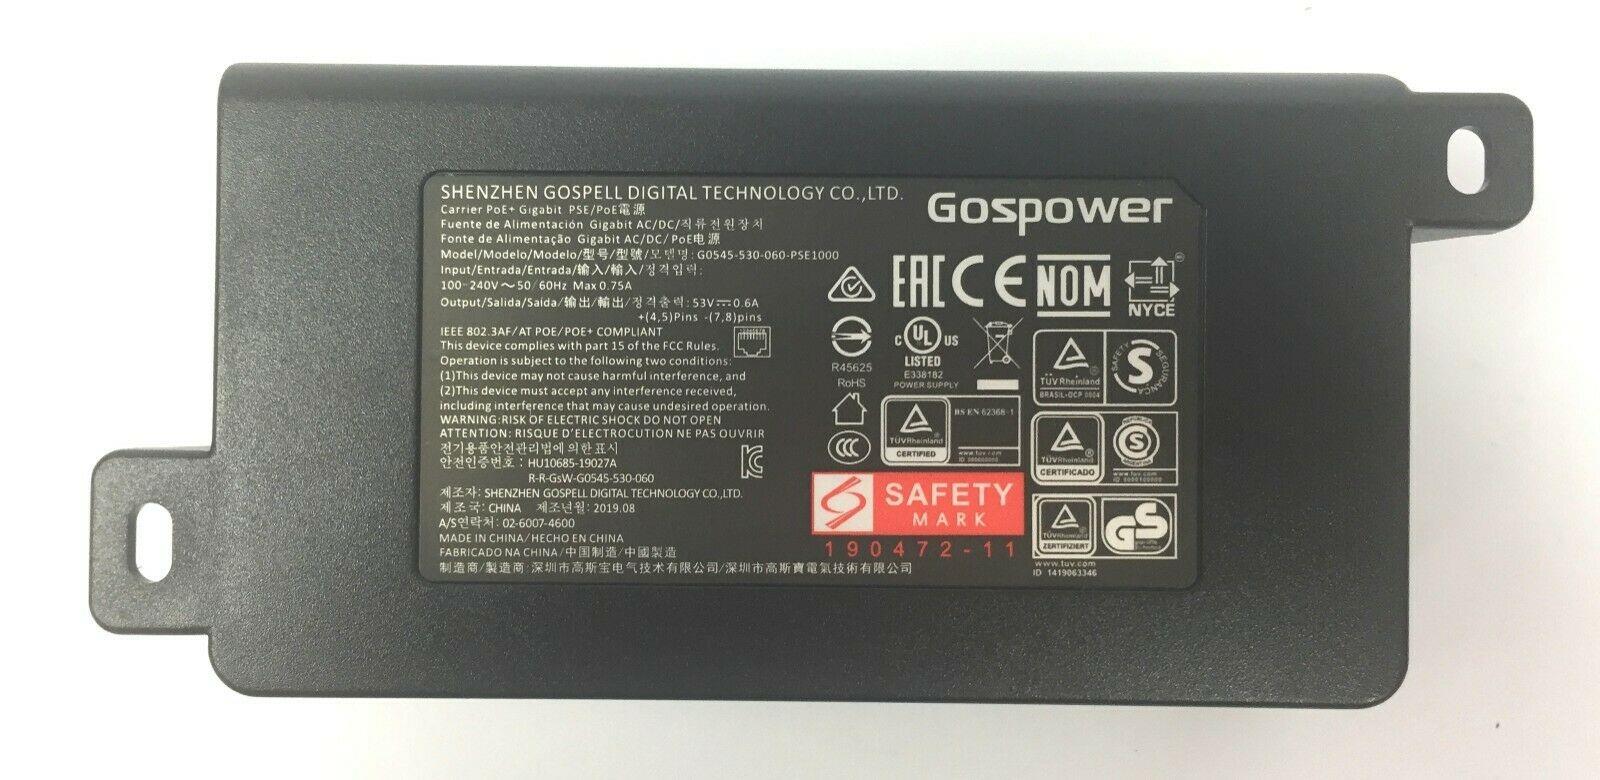 SHENZHEN GOSPELL DIGITAL TECHNOLOGY CO.,LTD.
Carrier PoE+ Gigabit PSE/PoE電源
Fuente de Alimentación Gigabit AC/DC/직류전원장치
Fonte de Alimentação Gigabit AC/DC/PoE电源
Model/Modelo/Modelo/型号/型號/모델명: G0545-530-060-PSE1000
Input/Entrada/Entrada/输入/輸入/정격입력:
100-240V～50/60Hz Max 0.75A
Output/Salida/Saída/输出/輸出/정격출력: 53V⎓0.6A
+(4,5)Pins -(7,8)pins
IEEE 802.3AF/AT POE/POE+ COMPLIANT
This device complies with part 15 of the FCC Rules.
Operation is subject to the following two conditions:
(1)This device may not cause harmful interference, and
(2)This device must accept any interference received,
including interference that may cause undesired operation.
WARNING:RISK OF ELECTRIC SHOCK DO NOT OPEN
ATTENTION: RISQUE D'ELECTROCUTION NE PAS OUVRIR
전기용품안전관리법에 의한 표시
안전인증번호: HU10685-19027A
R-R-GsW-G0545-530-060
제조자: SHENZHEN GOSPELL DIGITAL TECHNOLOGY CO.,LTD.
제조국: CHINA 제조년월: 2019.08
A/S연락처: 02-6007-4600
MADE IN CHINA/HECHO EN CHINA
FABRICADO NA CHINA/中国制造/中國製造
制造商/製造商: 深圳市高斯宝电气技术有限公司/深圳市高斯寶電氣技術有限公司
Gospower
EAC CE NOM
NYCE
R45625
RoHS
C UL US
LISTED
E338182
POWER SUPPLY
TÜVRheinland
BRASIL-OCP 0004
SAFETY
S
SEGURANÇA
CCC
TÜVRheinland
CERTIFIED
BS EN 62368-1
www.tuv.com
ID 000000000
TÜVRheinland
CERTIFICADO
S
www.tuv.com
SAFETY
MARK
190472-11
TÜVRheinland
ZERTIFIZIERT
GS
www.tuv.com
ID 1419063346